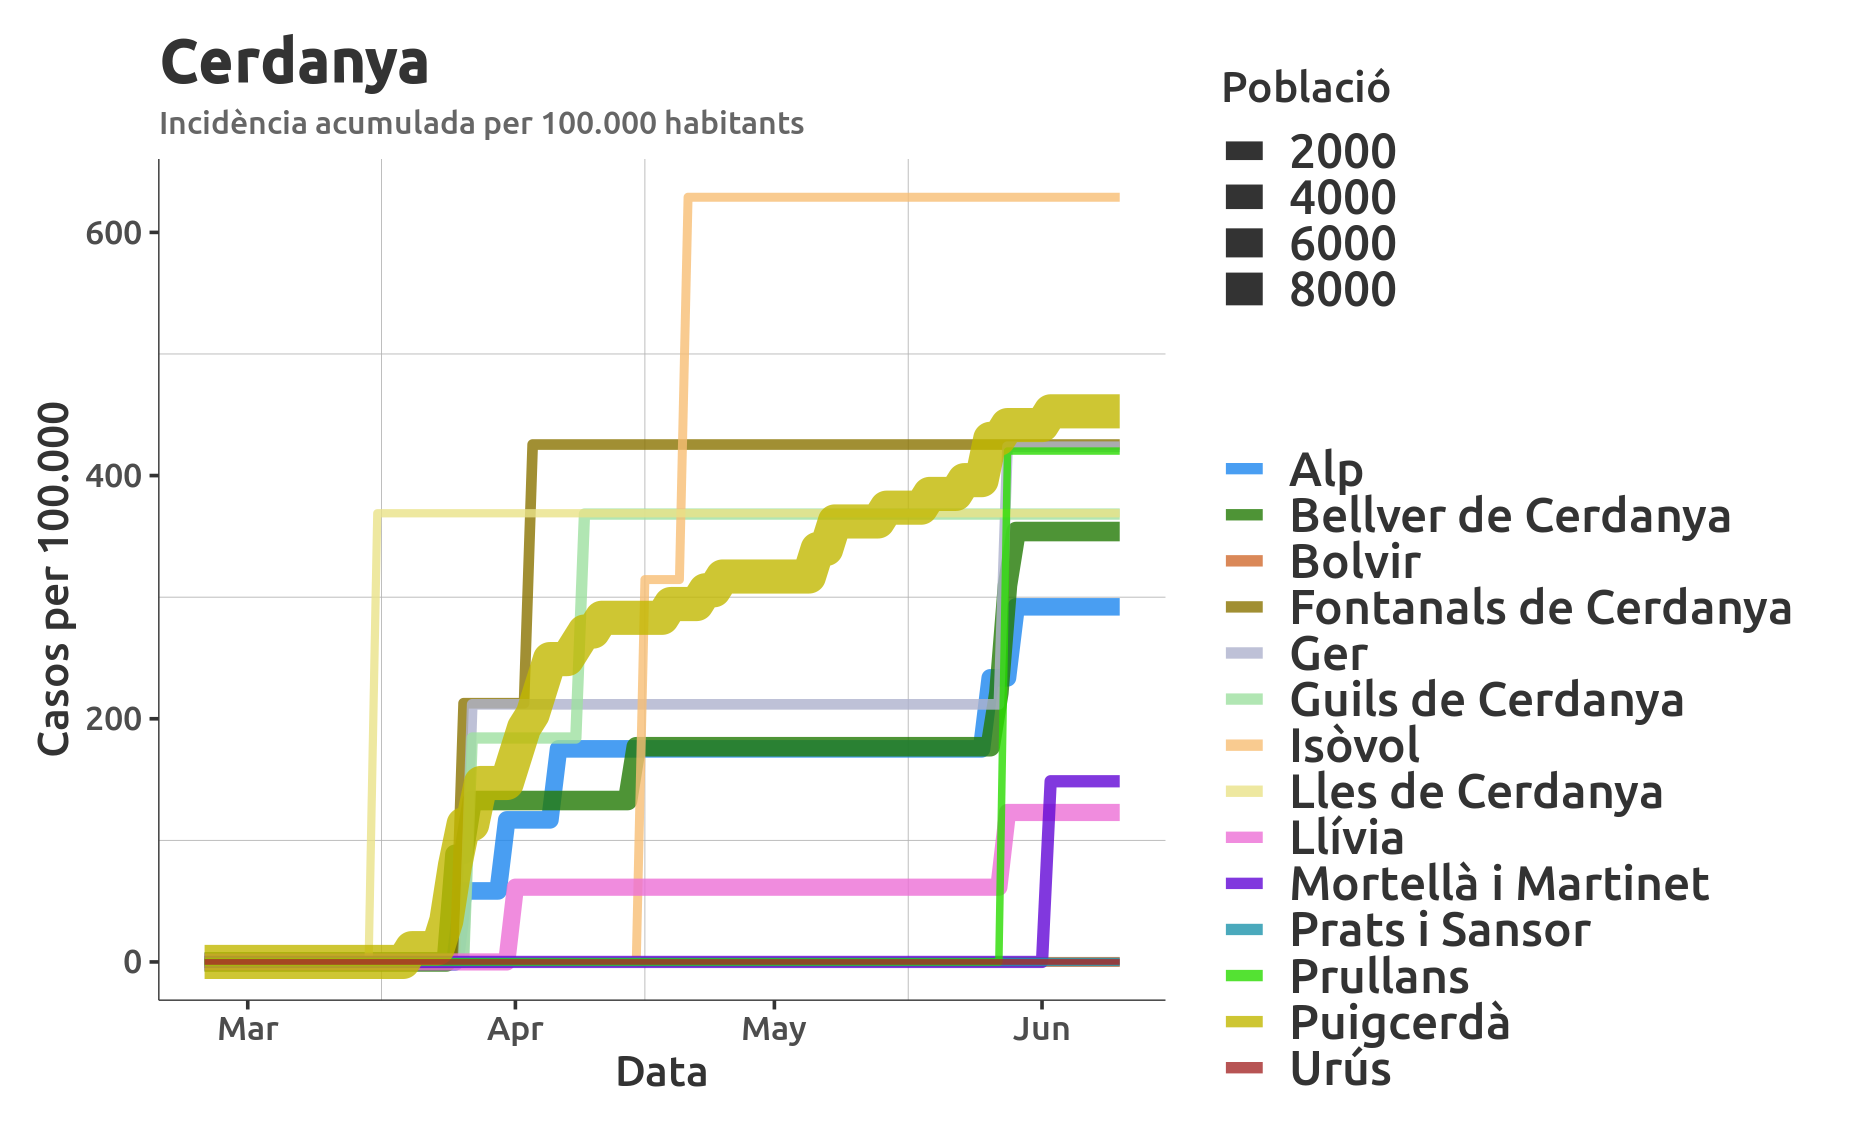 Cerdanya
Incidència acumulada per 100.000 habitants
Casos per 100.000
600
400
200
0
Mar
Apr
May
Jun
Data
Població
2000
4000
6000
8000
Alp
Bellver de Cerdanya
Bolvir
Fontanals de Cerdanya
Ger
Guils de Cerdanya
Isòvol
Lles de Cerdanya
Llívia
Mortellà i Martinet
Prats i Sansor
Prullans
Puigcerdà
Urús